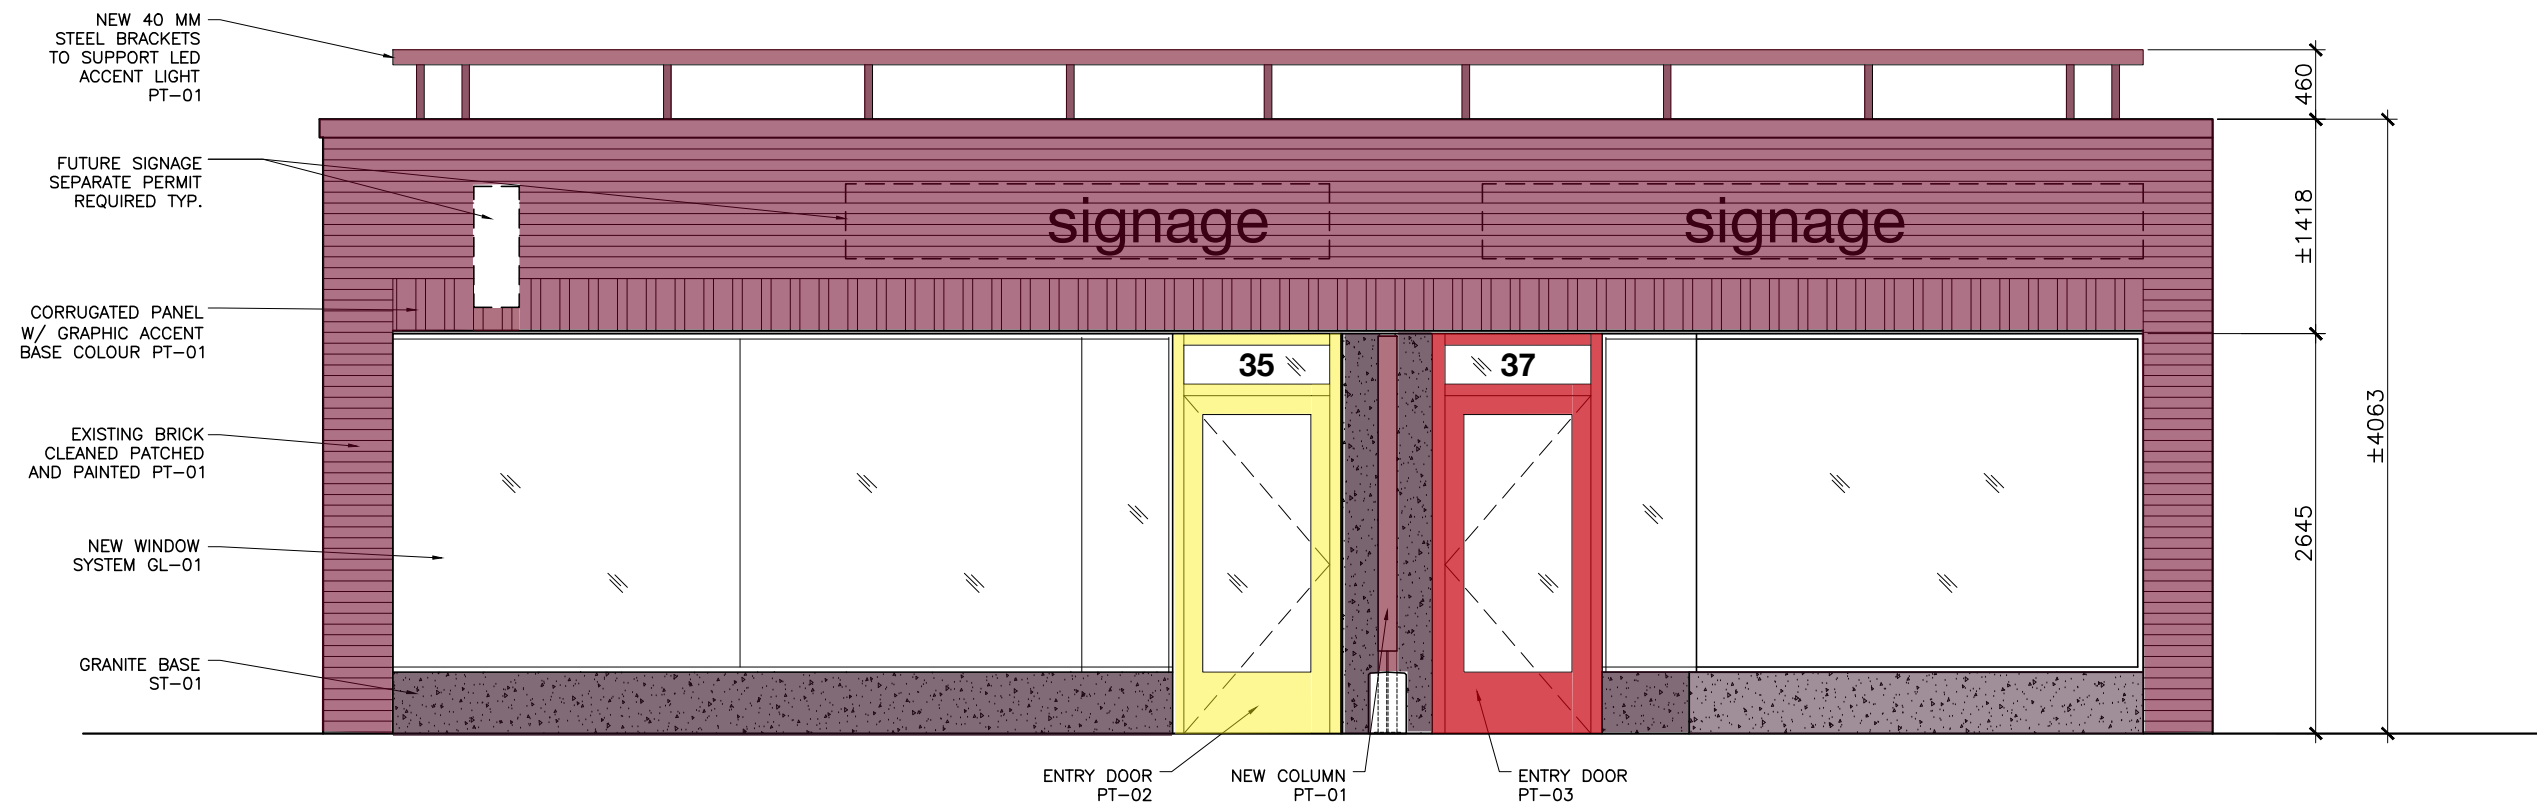 NEW 40 MM
STEEL BRACKETS
TO SUPPORT LED
ACCENT LIGHT
PT-01
FUTURE SIGNAGE
SEPARATE PERMIT
REQUIRED TYP.
CORRUGATED PANEL
W/ GRAPHIC ACCENT
BASE COLOUR PT-01
EXISTING BRICK
CLEANED PATCHED
AND PAINTED PT-01
NEW WINDOW
SYSTEM GL-01
GRANITE BASE
ST-01
signage
signage
35
37
ENTRY DOOR
PT-02
NEW COLUMN
PT-01
ENTRY DOOR
PT-03
460
±1418
2645
±4063